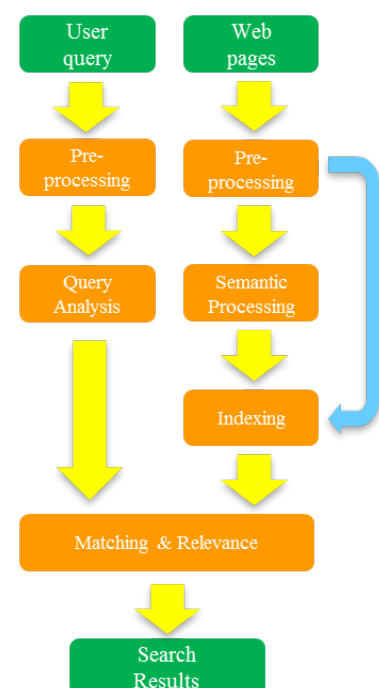 User
query
Web
pages
Pre-
processing
Pre-
processing
Query
Analysis
Semantic
Processing
Indexing
Matching & Relevance
Search
Results